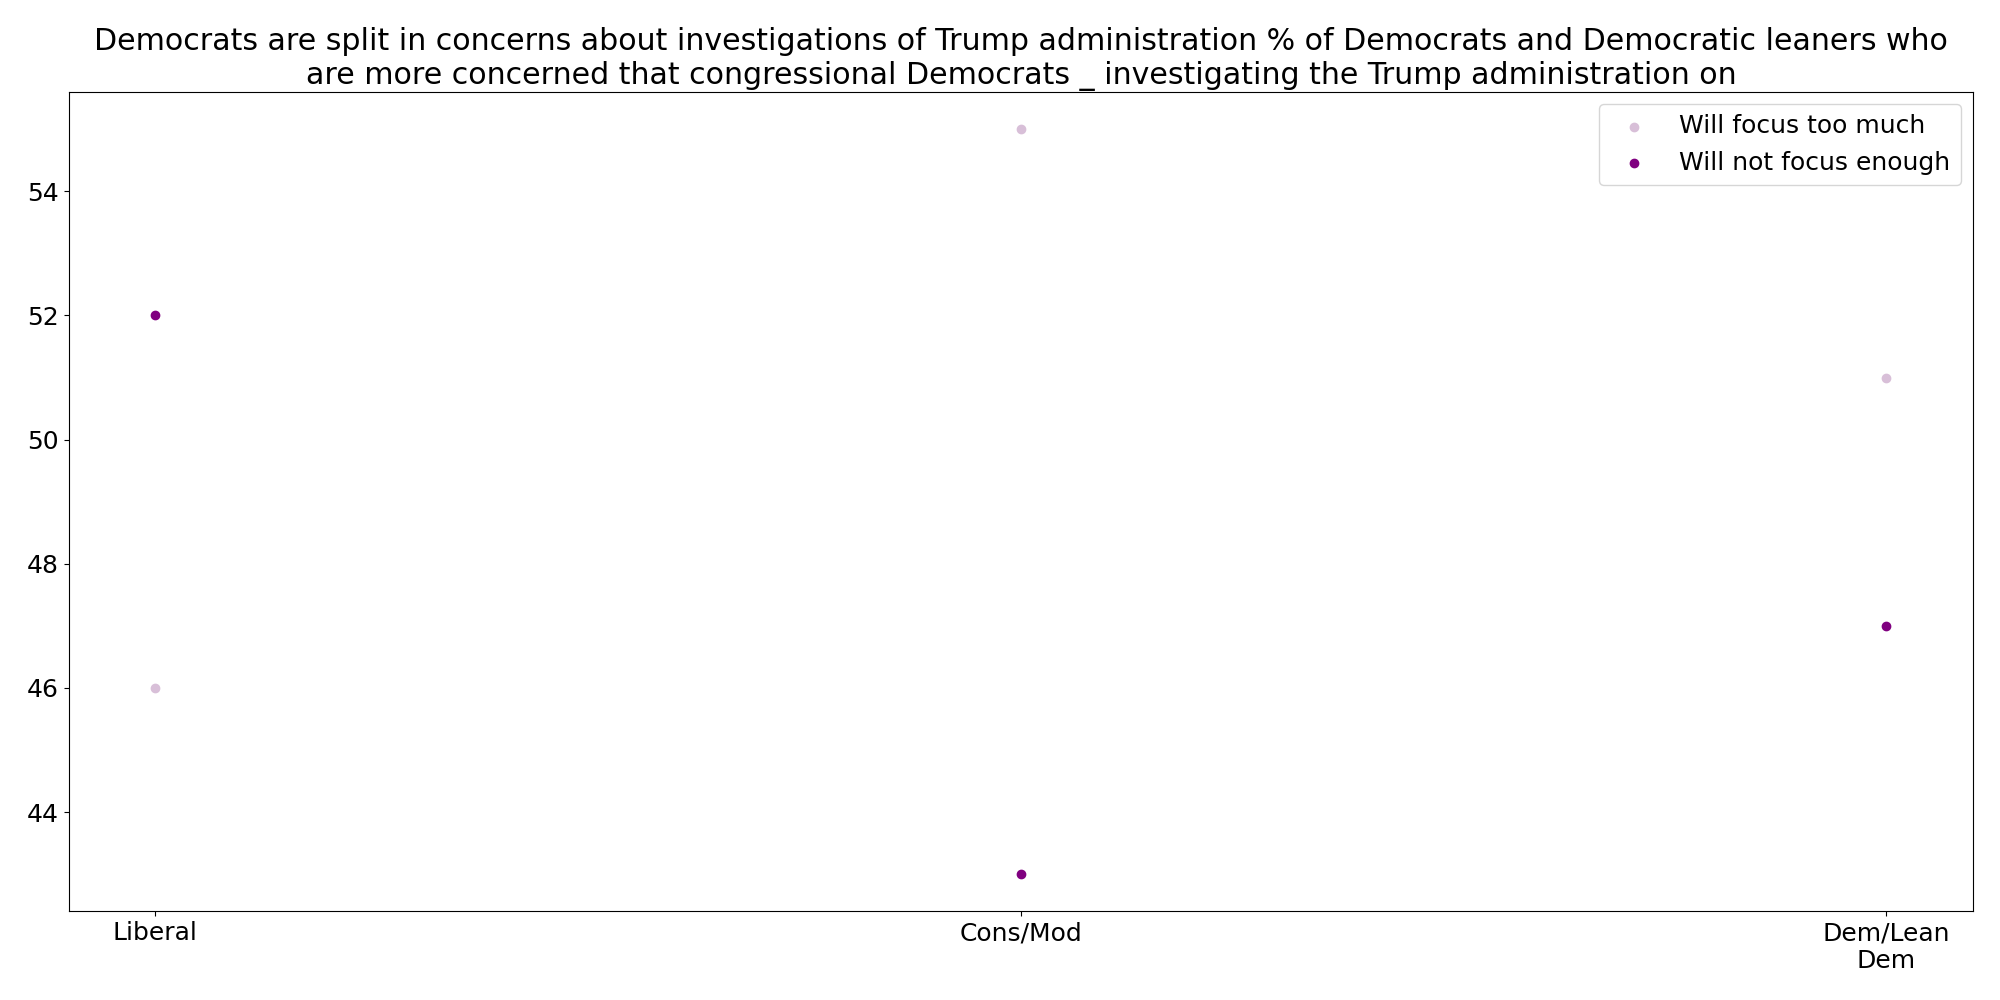 Democrats are split in concerns about investigations of Trump administration % of Democrats and Democratic leaners who
are more concerned that congressional Democrats _ investigating the Trump administration on
Will focus too much
Will not focus enough
54
52
50
48
46
44
Liberal
Cons/Mod
Dem/Lean
Dem